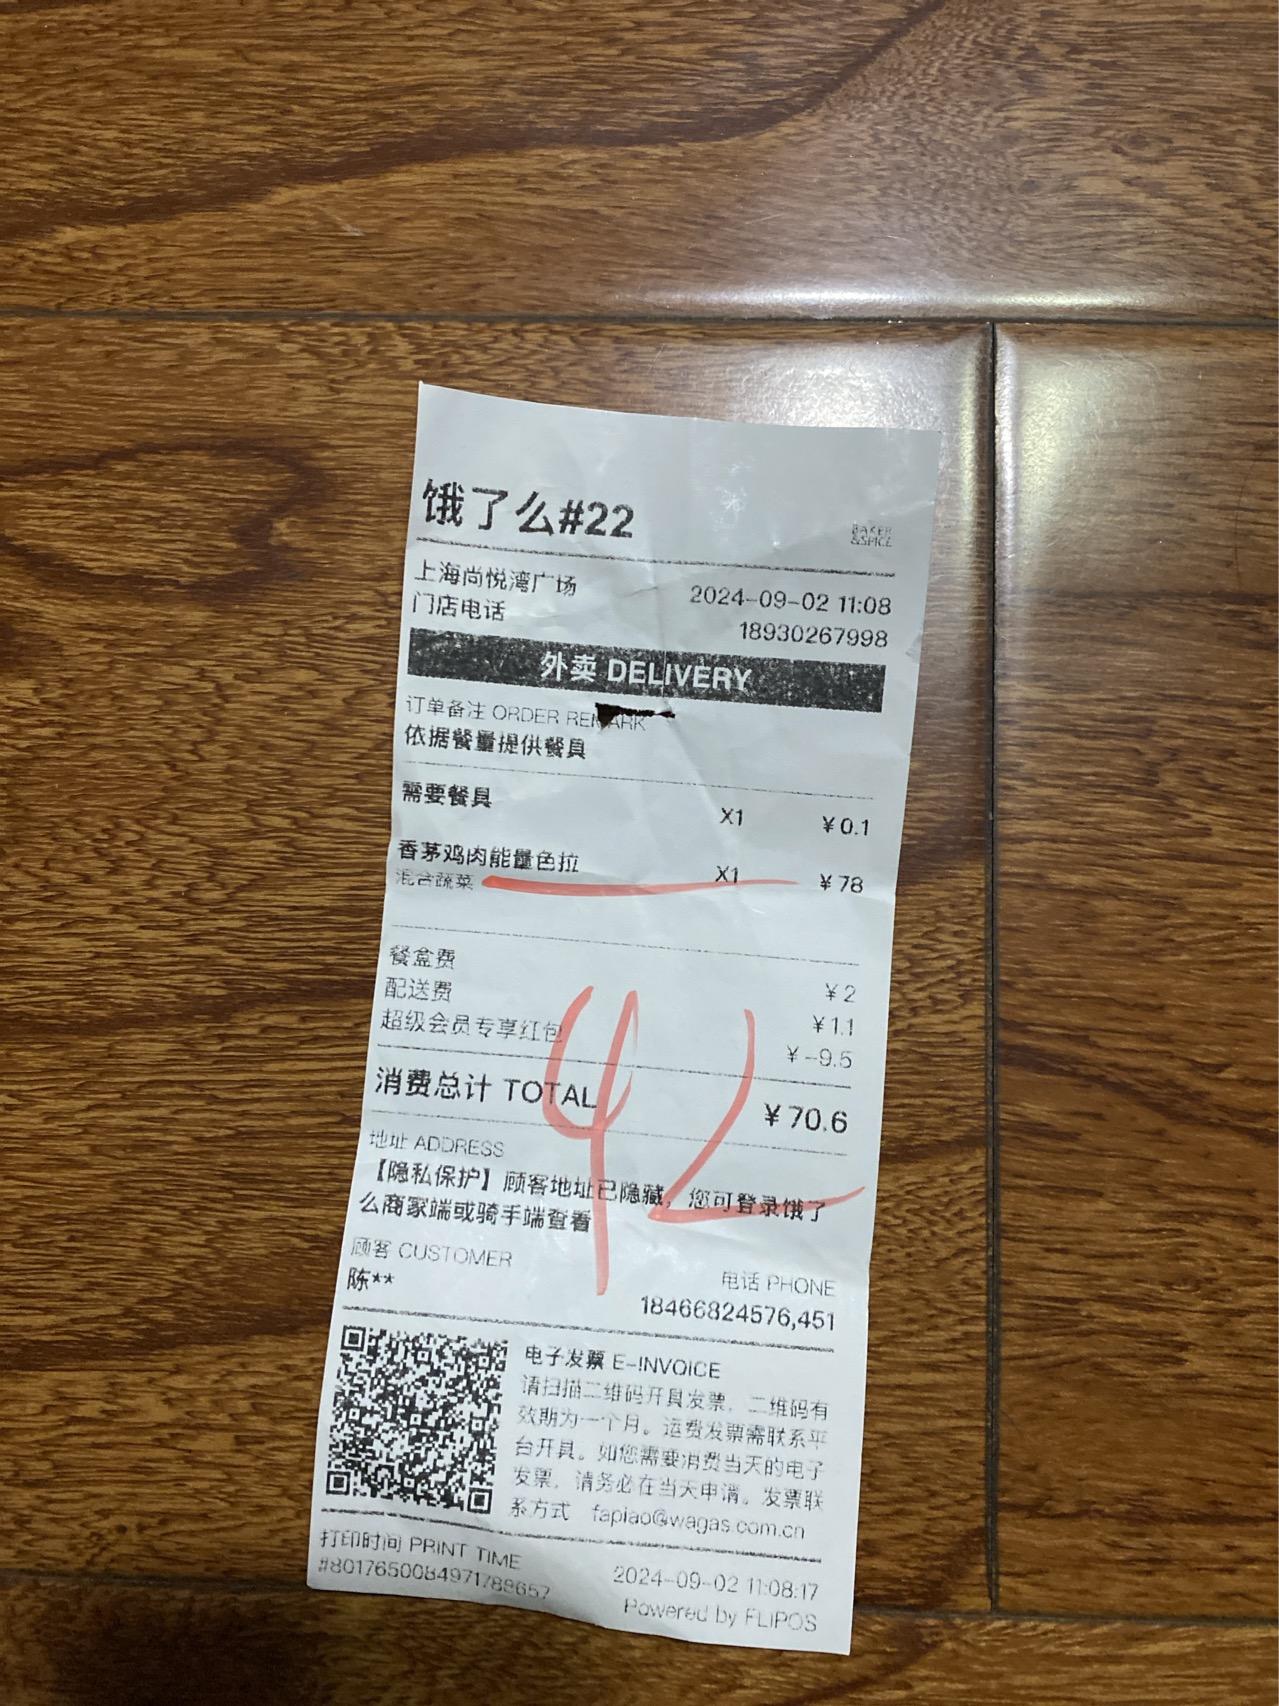 饿了么#22
BAKER
&SPICE
上海尚悦湾广场 2024-09-02 11:08
门店电话 18930267998
外卖 DELIVERY
订单备注 ORDER REMARK
依据餐量提供餐具
需要餐具 X1 ¥0.1
香茅鸡肉能量色拉 X1 ¥78
混合蔬菜
餐盒费 ¥2
配送费 ¥1.1
超级会员专享红包 ¥-9.5
消费总计 TOTAL ¥70.6
42
地址 ADDRESS
【隐私保护】顾客地址已隐藏，您可登录饿了
么商家端或骑手端查看
顾客 CUSTOMER 电话 PHONE
陈** 18466824576,451
电子发票 E-INVOICE
请扫描二维码开具发票，二维码有
效期为一个月。运费发票需联系平
台开具。如您需要消费当天的电子
发票，请务必在当天申请。发票联
系方式 fapiao@wagas.com.cn
打印时间 PRINT TIME 2024-09-02 11:08:17
#8017650084971788657 Powered by FLIPOS